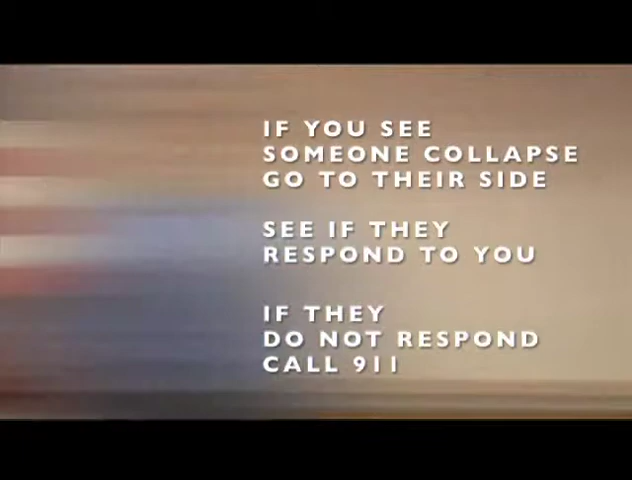 IF YOU SEE
SOMEONE COLLAPSE
GO TO THEIR SIDE
SEE IF THEY
RESPOND TO YOU
IF THEY
DO NOT RESPOND
CALL 911